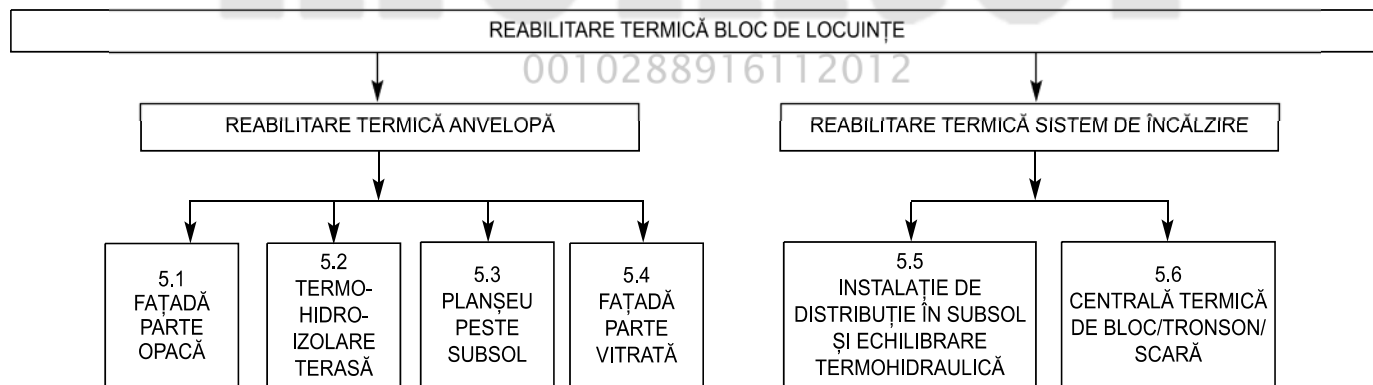 REABILITARE TERMICĂ BLOC DE LOCUINȚE
0010288916112012
REABILITARE TERMICĂ ANVELOPĂ
REABILITARE TERMICĂ SISTEM DE ÎNCĂLZIRE
5.1
FAȚADĂ
PARTE
OPACĂ
5.2
TERMO-
HIDRO-
IZOLARE
TERASĂ
5.3
PLANȘEU
PESTE
SUBSOL
5.4
FAȚADĂ
PARTE
VITRATĂ
5.5
INSTALAȚIE DE
DISTRIBUȚIE ÎN SUBSOL
ȘI ECHILIBRARE
TERMOHIDRAULICĂ
5.6
CENTRALĂ TERMICĂ
DE BLOC/TRONSON/
SCARĂ